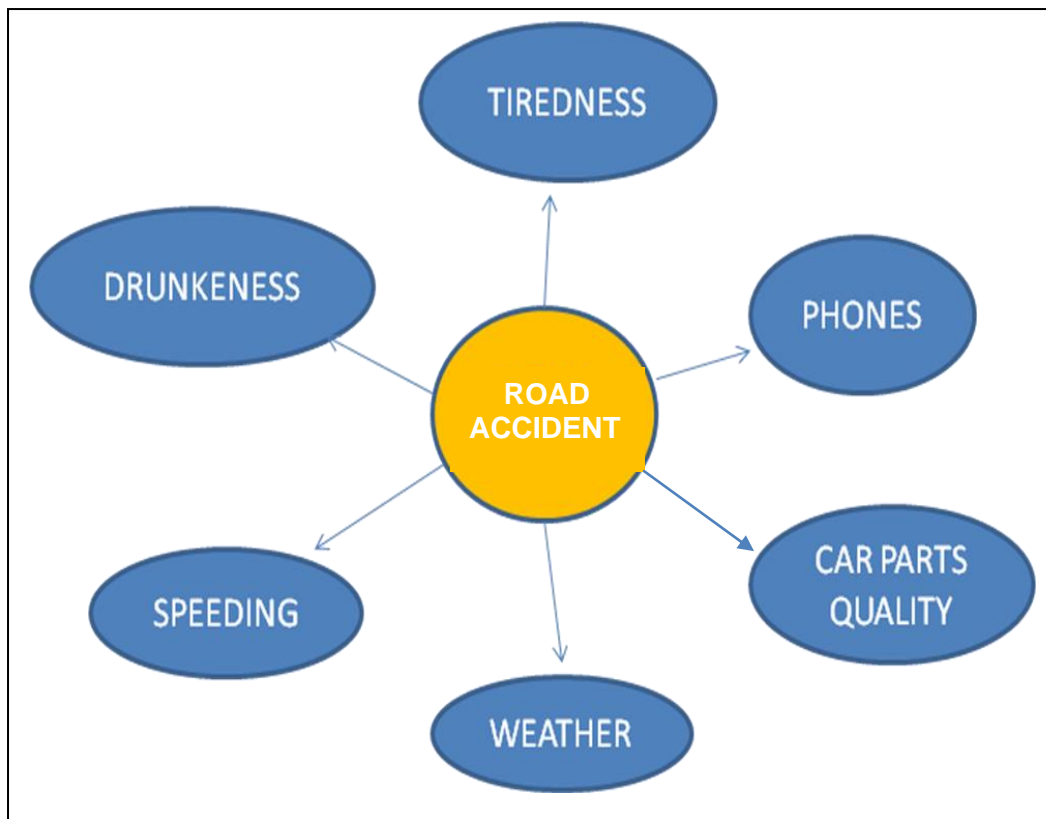 TIREDNESS
DRUNKENESS
PHONES
ROAD
ACCIDENT
CAR PARTS
QUALITY
SPEEDING
WEATHER